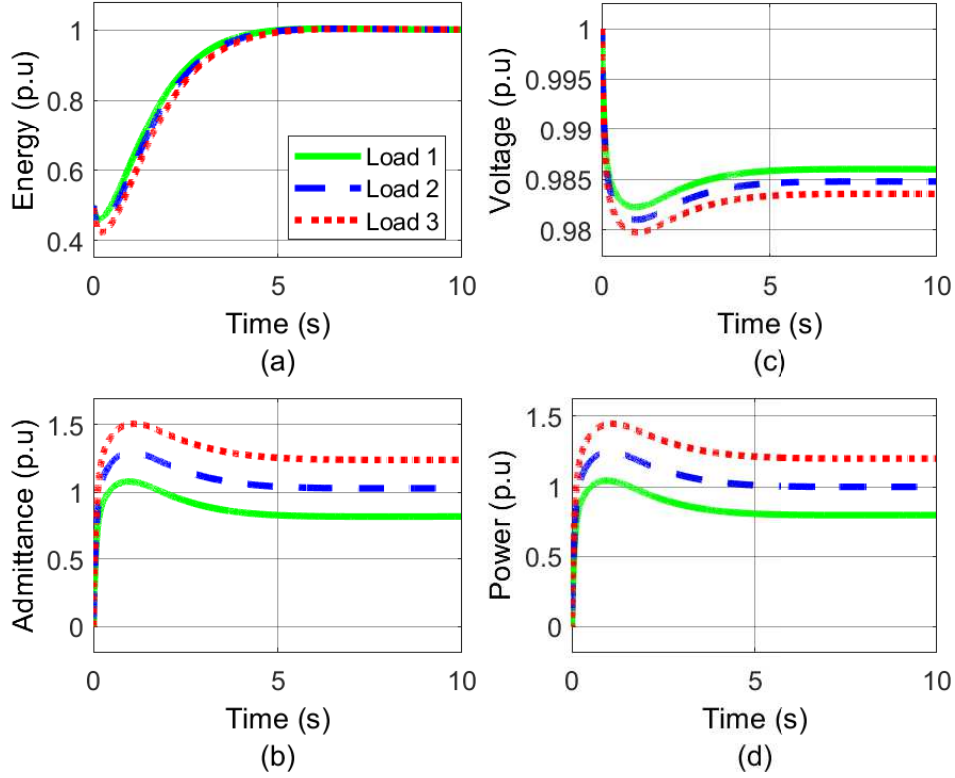 Energy (p.u)
1
0.8
0.6
0.4
0
5
10
Time (s)
(a)
Load 1
Load 2
Load 3
Voltage (p.u)
1
0.995
0.99
0.985
0.98
0
5
10
Time (s)
(c)
Admittance (p.u)
1.5
1
0.5
0
0
5
10
Time (s)
(b)
Power (p.u)
1.5
1
0.5
0
0
5
10
Time (s)
(d)